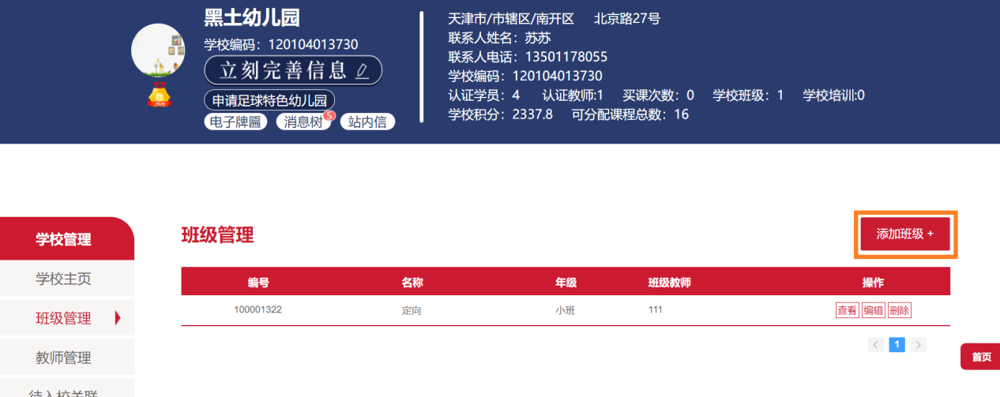 黑土幼儿园
学校编码：120104013730
立刻完善信息
申请足球特色幼儿园
电子牌匾 消息树 5 站内信
天津市/市辖区/南开区 北京路27号
联系人姓名：苏苏
联系人电话：13501178055
学校编码：120104013730
认证学员：4 认证教师:1 买课次数：0 学校班级：1 学校培训:0
学校积分：2337.8 可分配课程总数：16
学校管理
学校主页
班级管理
教师管理
待入校关联
班级管理
添加班级 +
编号 名称 年级 班级教师 操作
100001322 定向 小班 111 查看 编辑 删除
< 1 >
首页